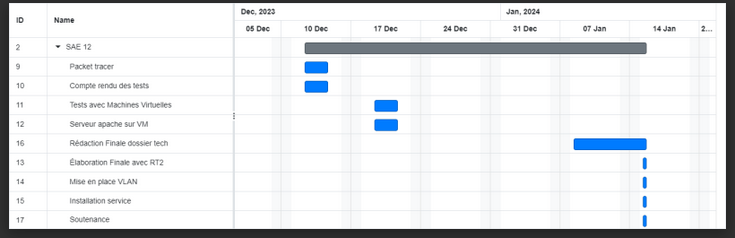 Dec, 2023 Jan, 2024
ID Name
05 Dec 10 Dec 17 Dec 24 Dec 31 Dec 07 Jan 14 Jan 2...
2 SAE 12
9 Packet tracer
10 Compte rendu des tests
11 Tests avec Machines Virtuelles
12 Serveur apache sur VM
16 Rédaction Finale dossier tech
13 Élaboration Finale avec RT2
14 Mise en place VLAN
15 Installation service
17 Soutenance